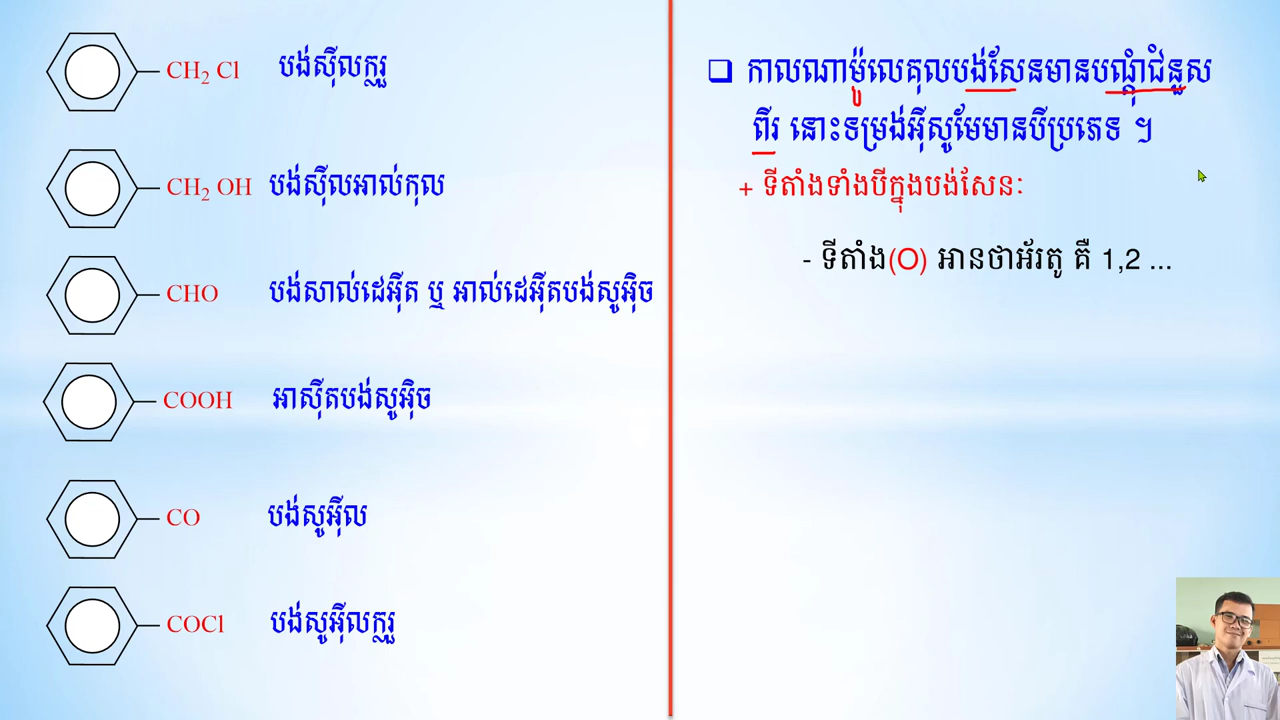 CH2 Cl បង់ស៊ីលក្លរួ
CH2 OH បង់ស៊ីលអាល់កុល
CHO បង់សាល់ដេអ៊ីត ឬ អាល់ដេអ៊ីតបង់សូអ៊ិច
COOH អាស៊ីតបង់សូអ៊ិច
CO បង់សូអ៊ីល
COCl បង់សូអ៊ីលក្លរួ
❑ កាលណាម៉ូលេគុលបង់សែនមានបណ្ដុំជំនួស
ពីរ នោះទម្រង់អ៊ីសូមែមានបីប្រភេទ ។
+ ទីតាំងទាំងបីក្នុងបង់សែនៈ
- ទីតាំង(O) អានថាអ័រតូ គឺ 1,2 ...